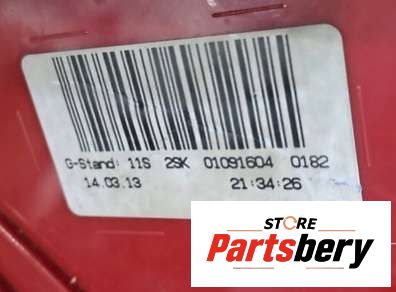 G-Stand: 11S 2SK 01091604 0182
14.03.13 21:34:26
STORE
Partsbery